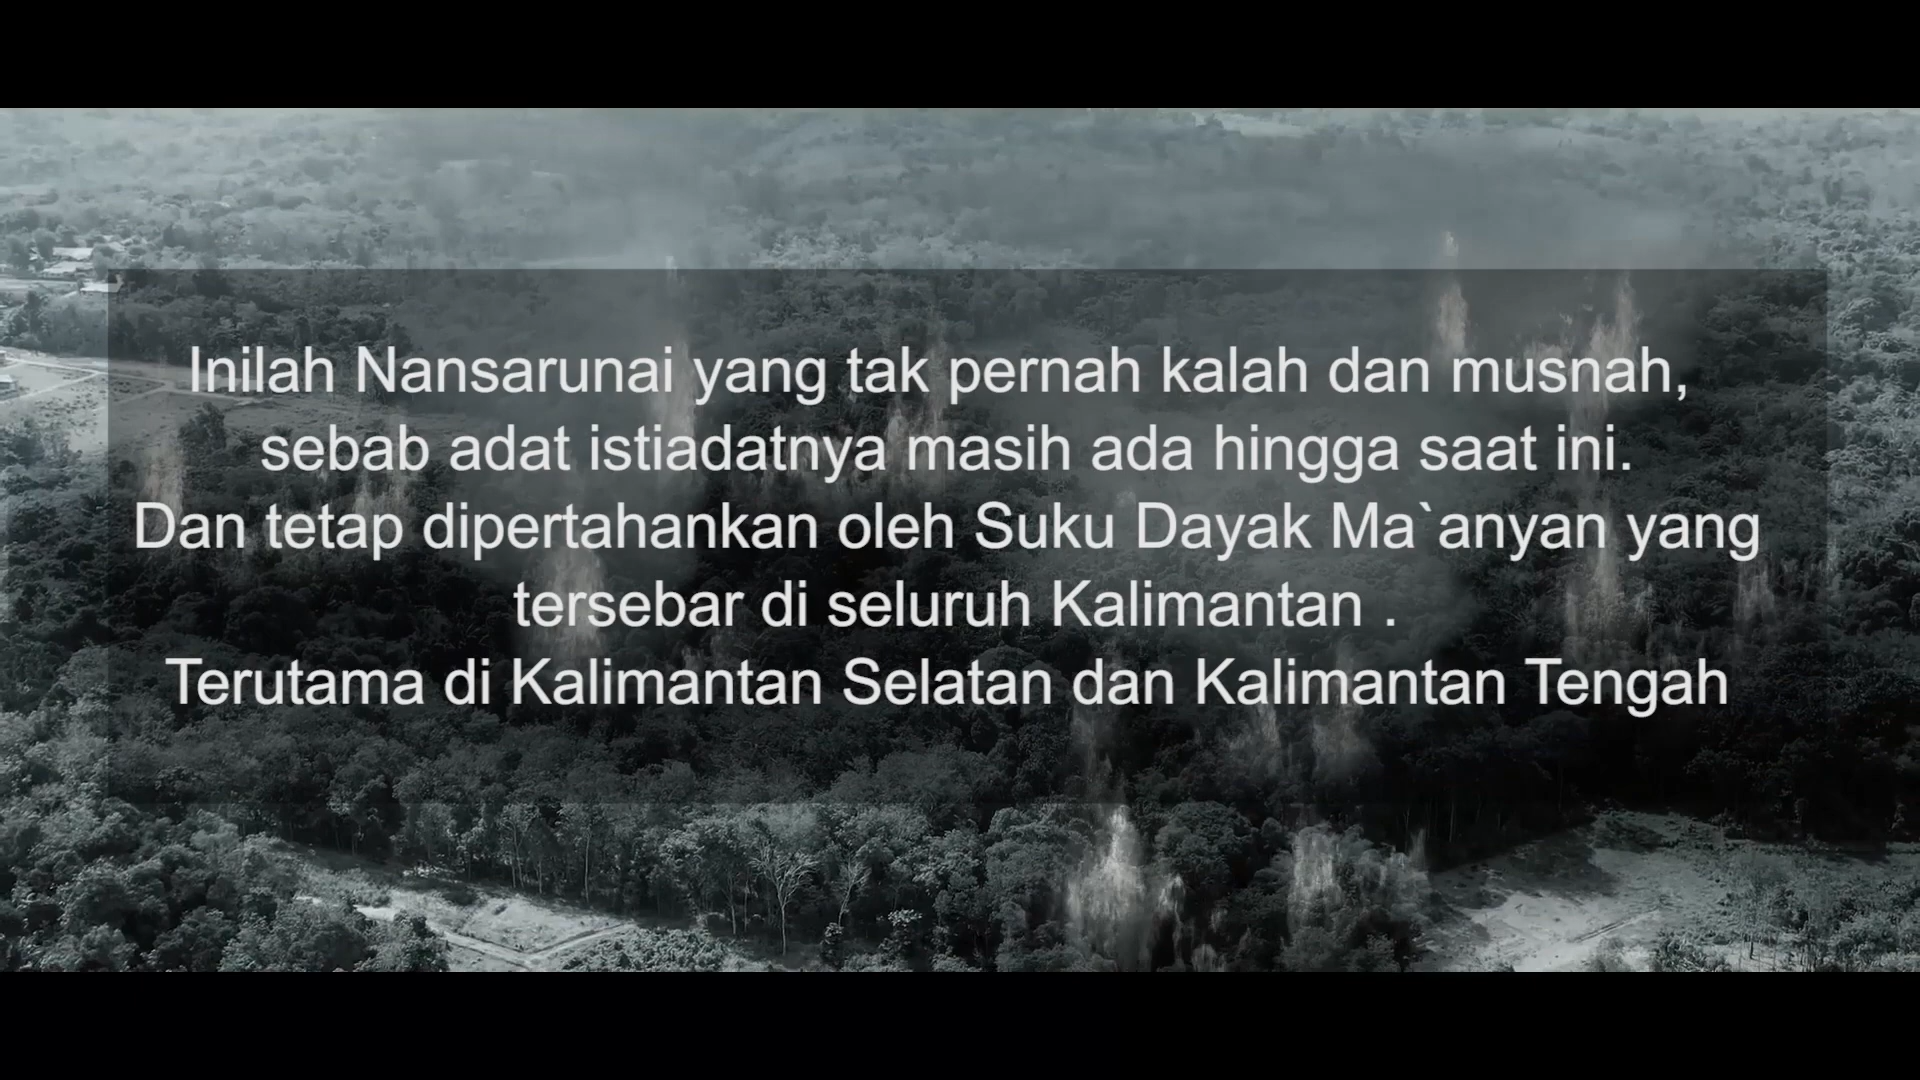 Inilah Nansarunai yang tak pernah kalah dan musnah,
sebab adat istiadatnya masih ada hingga saat ini.
Dan tetap dipertahankan oleh Suku Dayak Ma`anyan yang
tersebar di seluruh Kalimantan .
Terutama di Kalimantan Selatan dan Kalimantan Tengah